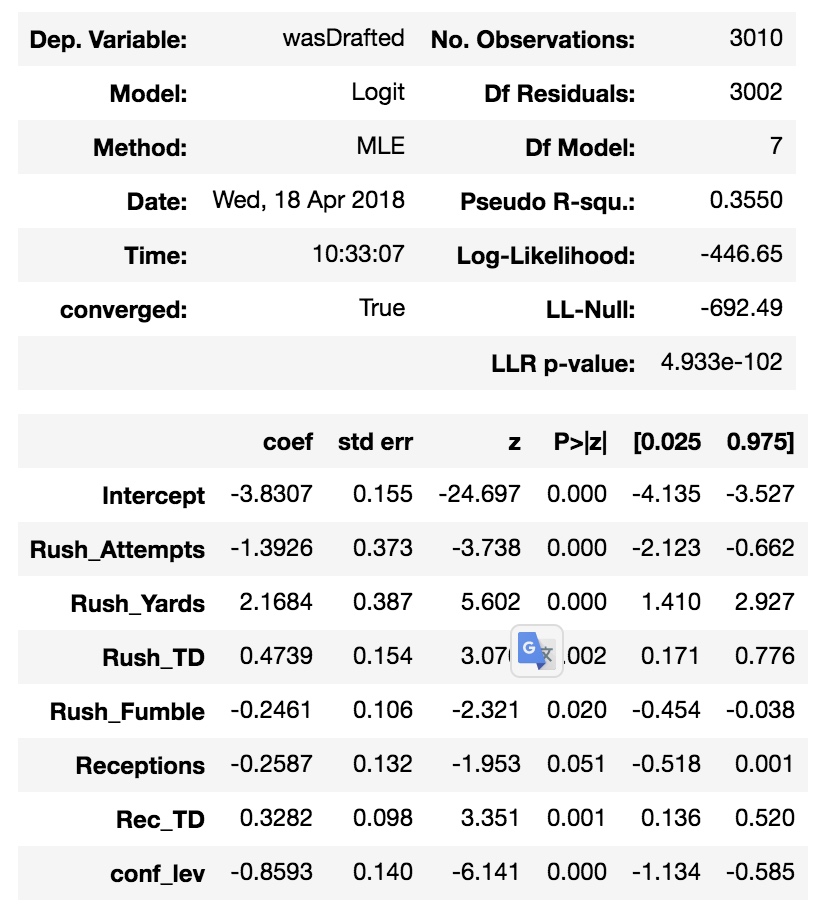 Dep. Variable: wasDrafted No. Observations: 3010
Model: Logit Df Residuals: 3002
Method: MLE Df Model: 7
Date: Wed, 18 Apr 2018 Pseudo R-squ.: 0.3550
Time: 10:33:07 Log-Likelihood: -446.65
converged: True LL-Null: -692.49
LLR p-value: 4.933e-102
coef std err z P>|z| [0.025 0.975]
Intercept -3.8307 0.155 -24.697 0.000 -4.135 -3.527
Rush_Attempts -1.3926 0.373 -3.738 0.000 -2.123 -0.662
Rush_Yards 2.1684 0.387 5.602 0.000 1.410 2.927
Rush_TD 0.4739 0.154 0.171 0.776
Rush_Fumble -0.2461 0.106 -2.321 0.020 -0.454 -0.038
Receptions -0.2587 0.132 -1.953 0.051 -0.518 0.001
Rec_TD 0.3282 0.098 3.351 0.001 0.136 0.520
conf_lev -0.8593 0.140 -6.141 0.000 -1.134 -0.585